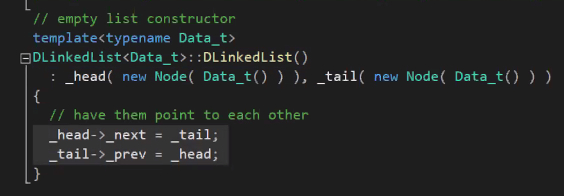 // empty list constructor
template<typename Data_t>
DLinkedList<Data_t>::DLinkedList()
  : _head( new Node( Data_t() ) ), _tail( new Node( Data_t() ) )
{
  // have them point to each other
  _head->_next = _tail;
  _tail->_prev = _head;
}